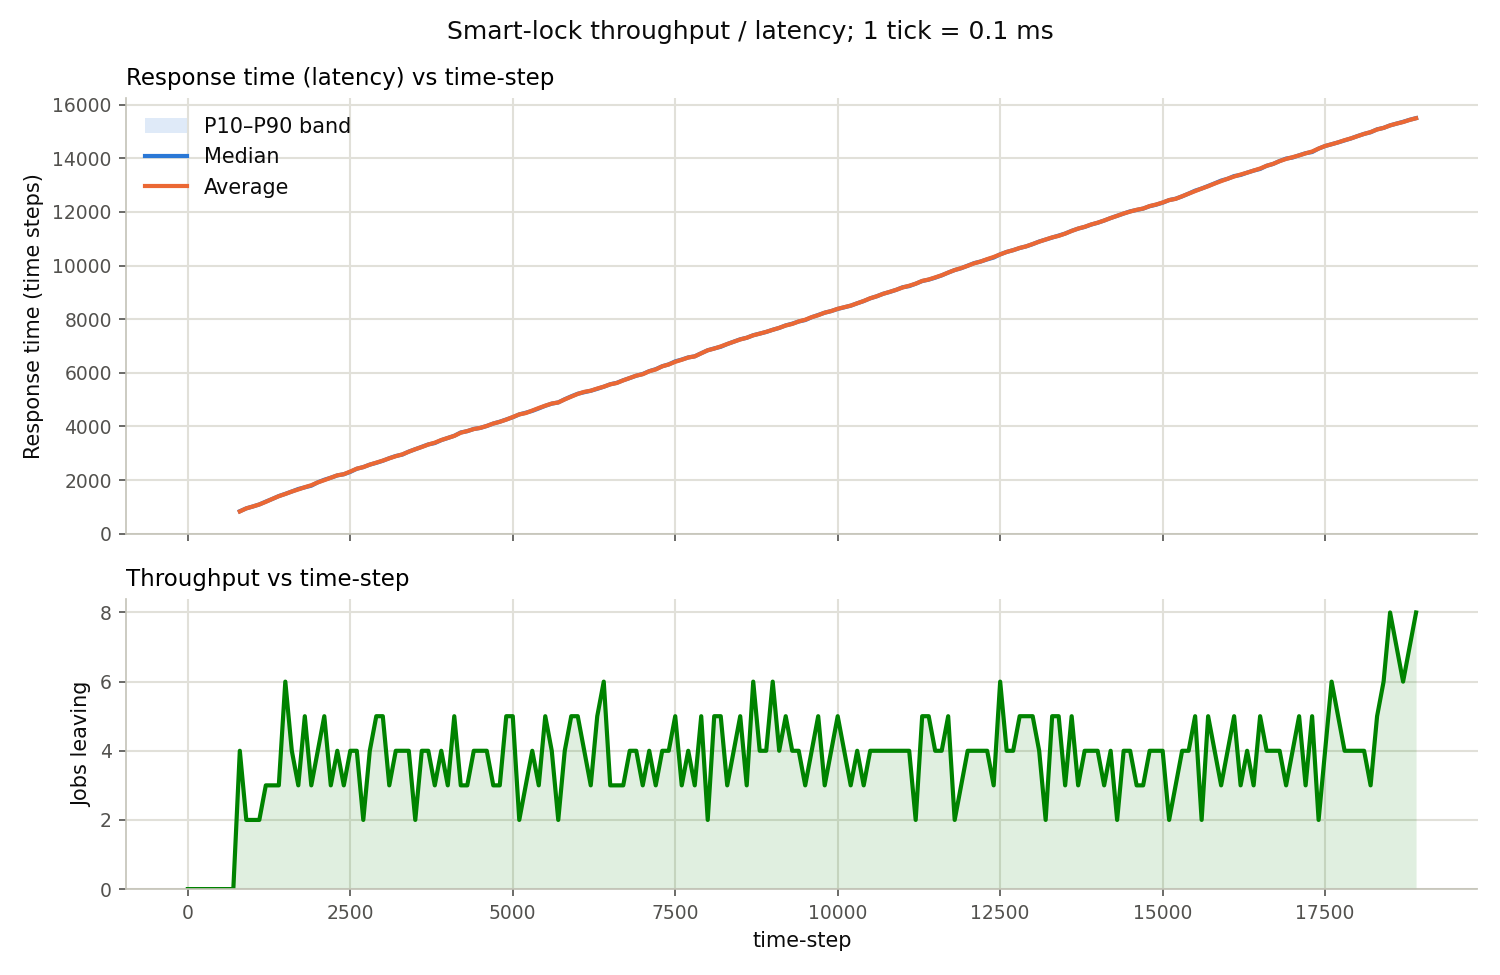 Smart-lock throughput / latency; 1 tick = 0.1 ms
Response time (latency) vs time-step
Response time (time steps)
16000
14000
12000
10000
8000
6000
4000
2000
0
P10–P90 band
Median
Average
Throughput vs time-step
Jobs leaving
8
6
4
2
0
0 2500 5000 7500 10000 12500 15000 17500
time-step